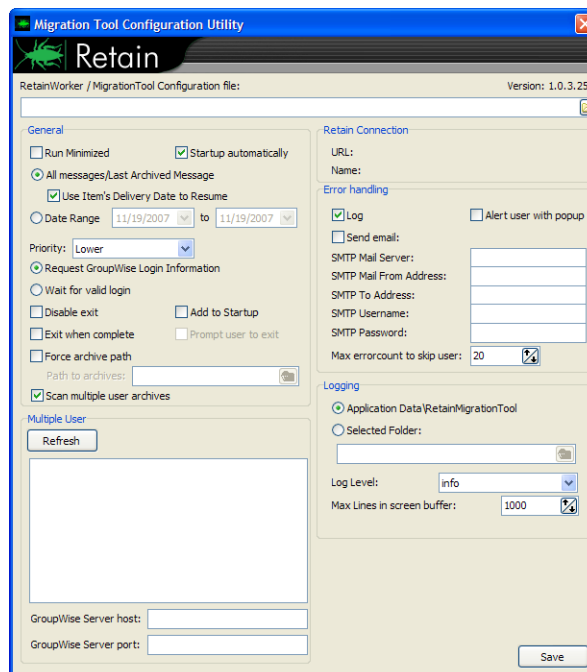 Migration Tool Configuration Utility
Retain
RetainWorker / MigrationTool Configuration file:
Version: 1.0.3.25
General
Run Minimized
Startup automatically
All messages/Last Archived Message
Use Item's Delivery Date to Resume
Date Range
11/19/2007
to
11/19/2007
Priority:
Lower
Request GroupWise Login Information
Wait for valid login
Disable exit
Add to Startup
Exit when complete
Prompt user to exit
Force archive path
Path to archives:
Scan multiple user archives
Multiple User
Refresh
GroupWise Server host:
GroupWise Server port:
Retain Connection
URL:
Name:
Error handling
Log
Alert user with popup
Send email:
SMTP Mail Server:
SMTP Mail From Address:
SMTP To Address:
SMTP Username:
SMTP Password:
Max errorcount to skip user:
20
Logging
Application Data\RetainMigrationTool
Selected Folder:
Log Level:
info
Max Lines in screen buffer:
1000
Save